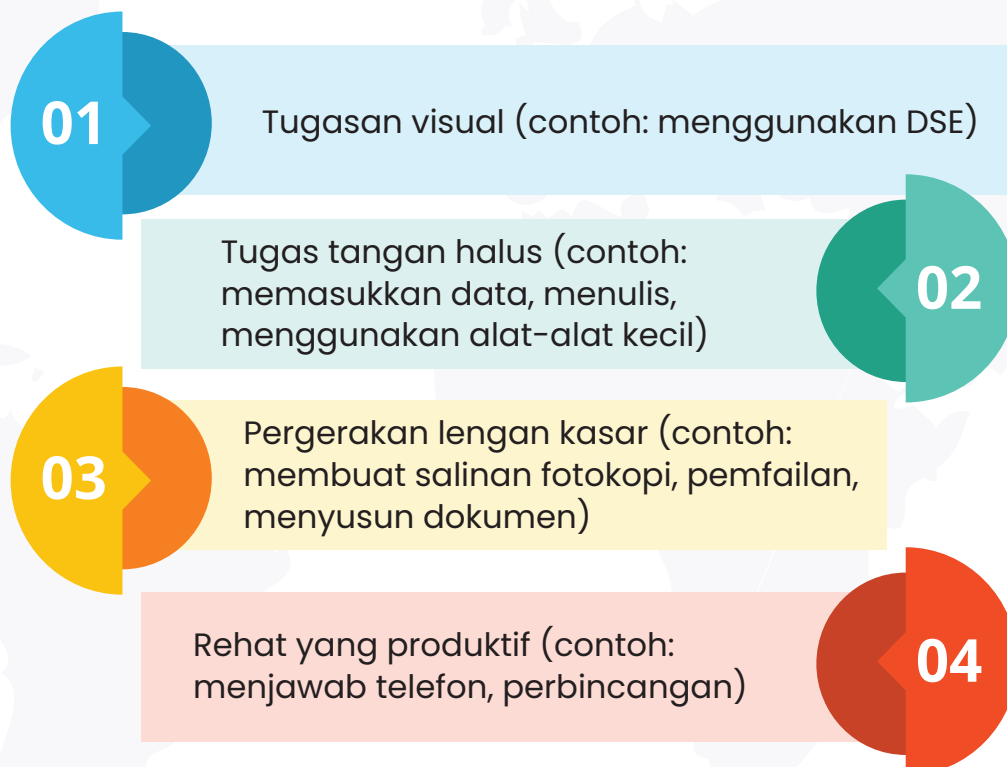 01
Tugasan visual (contoh: menggunakan DSE)
Tugas tangan halus (contoh:
memasukkan data, menulis,
menggunakan alat-alat kecil)
02
03
Pergerakan lengan kasar (contoh:
membuat salinan fotokopi, pemfailan,
menyusun dokumen)
Rehat yang produktif (contoh:
menjawab telefon, perbincangan)
04